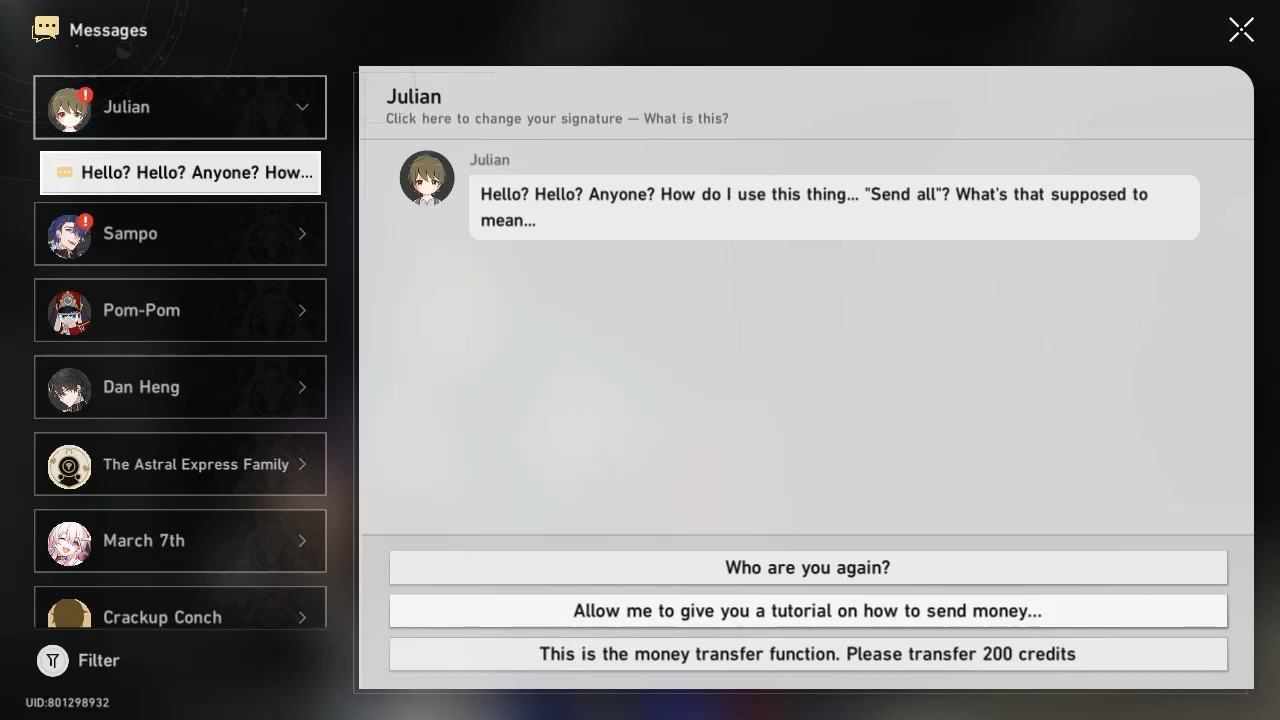 Messages
Julian
Hello? Hello? Anyone? How...
Sampo
Pom-Pom
Dan Heng
The Astral Express Family
March 7th
Crackup Conch
Filter
UID:801298932
Julian
Click here to change your signature — What is this?
Julian
Hello? Hello? Anyone? How do I use this thing... "Send all"? What's that supposed to
mean...
Who are you again?
Allow me to give you a tutorial on how to send money...
This is the money transfer function. Please transfer 200 credits